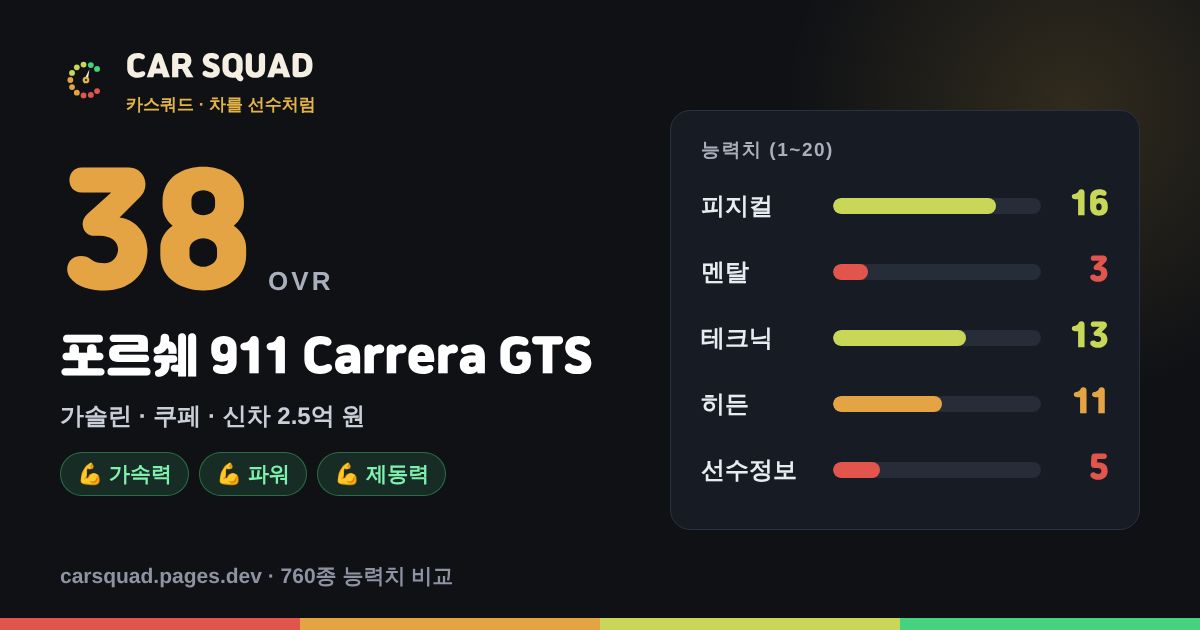 CAR SQUAD
카스쿼드 · 차를 선수처럼
38 OVR
포르쉐 911 Carrera GTS
가솔린 · 쿠페 · 신차 2.5억 원
💪 가속력 💪 파워 💪 제동력
carsquad.pages.dev · 760종 능력치 비교
능력치 (1~20)
피지컬 16
멘탈 3
테크닉 13
히든 11
선수정보 5